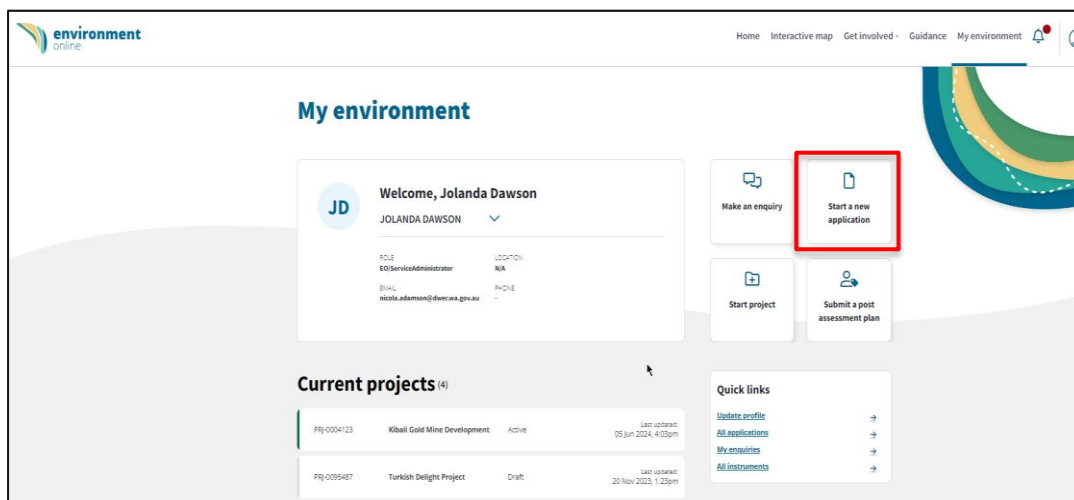 environment
online
Home Interactive map Get involved - Guidance My environment
My environment
JD
Welcome, Jolanda Dawson
JOLANDA DAWSON
ROLE LOCATION
EO/ServiceAdministrator N/A
EMAIL PHONE
nicola.adamson@dwer.wa.gov.au -
Make an enquiry
Start a new
application
Start project
Submit a post
assessment plan
Current projects (4)
PRJ-0004123 Kibali Gold Mine Development Active Last updated:
05 Jun 2024, 4:03pm
PRJ-0095487 Turkish Delight Project Draft Last updated:
20 Nov 2023, 1:23pm
Quick links
Update profile
All applications
My enquiries
All instruments